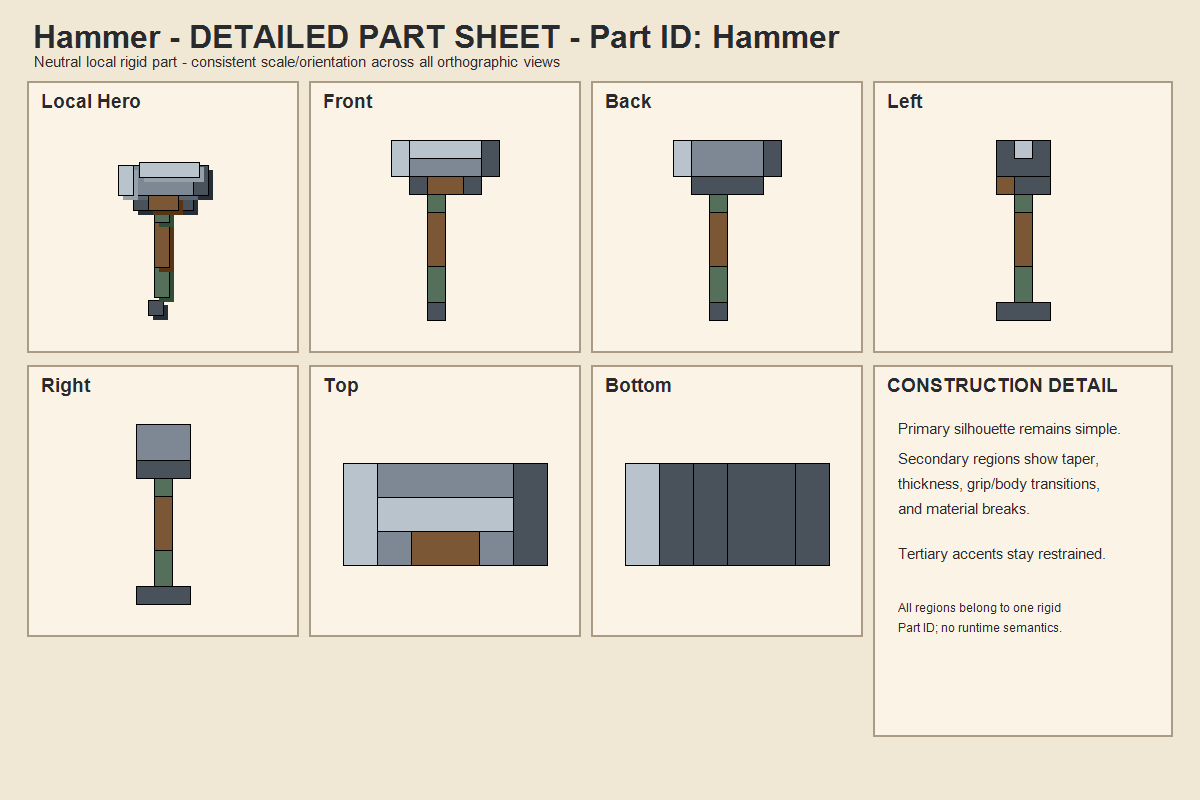 Hammer - DETAILED PART SHEET - Part ID: Hammer
Neutral local rigid part - consistent scale/orientation across all orthographic views
Local Hero
Front
Back
Left
Right
Top
Bottom
CONSTRUCTION DETAIL
Primary silhouette remains simple.
Secondary regions show taper,
thickness, grip/body transitions,
and material breaks.
Tertiary accents stay restrained.
All regions belong to one rigid
Part ID; no runtime semantics.